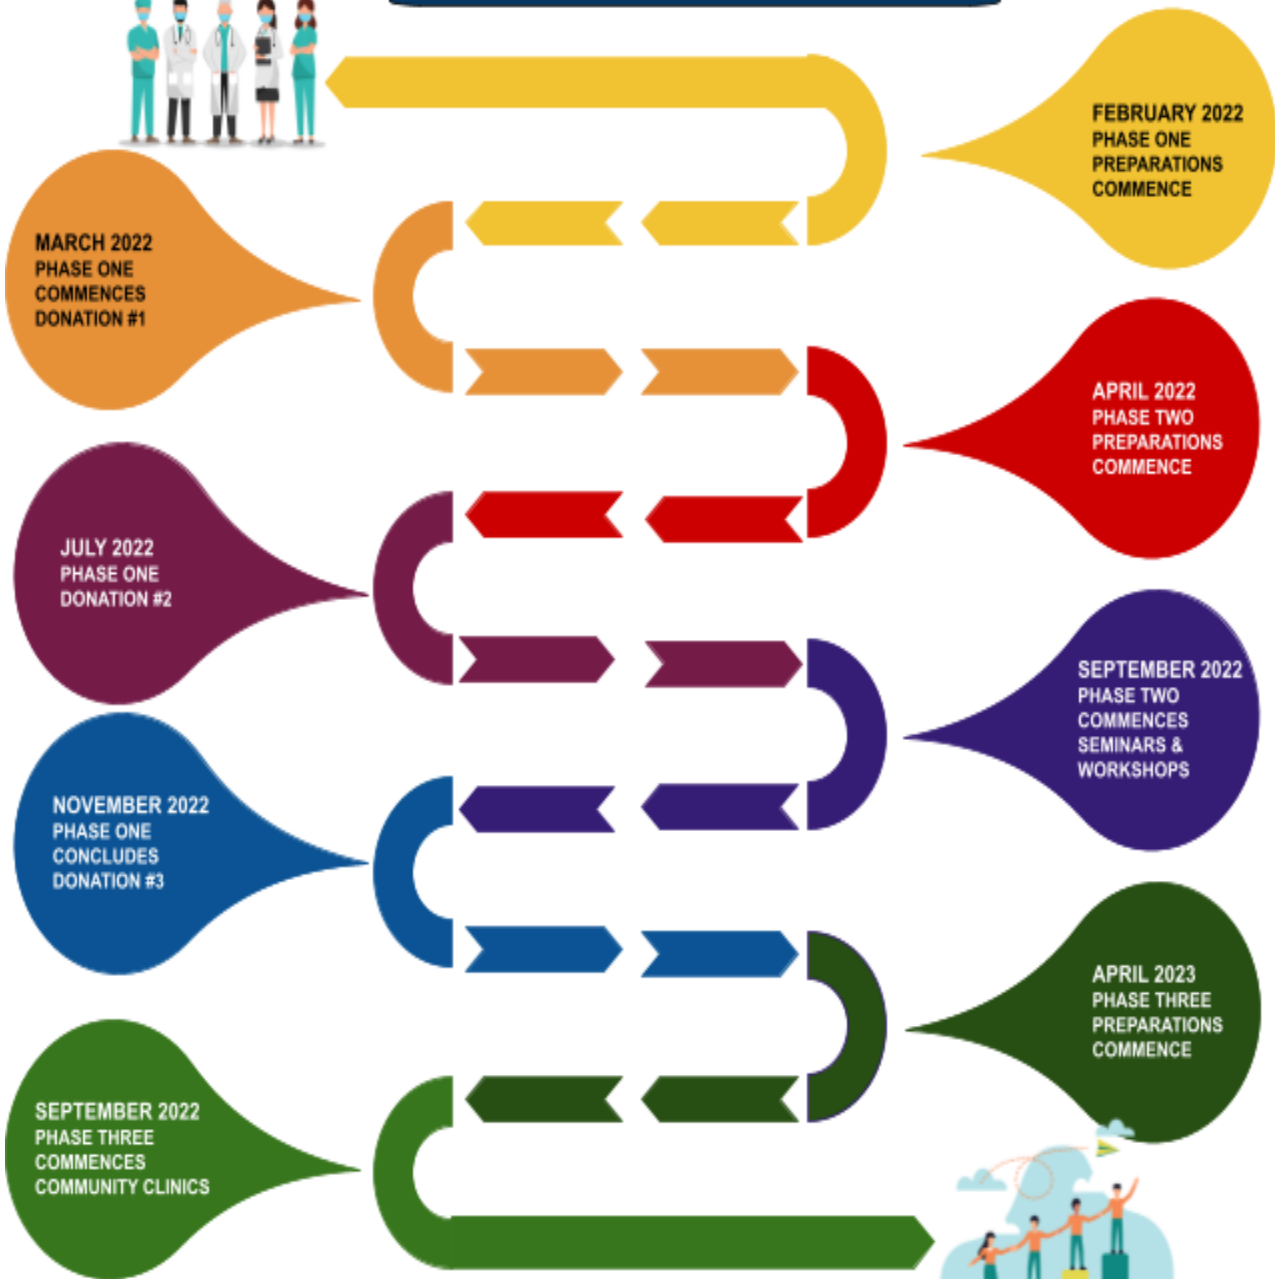 FEBRUARY 2022
PHASE ONE
PREPARATIONS
COMMENCE
MARCH 2022
PHASE ONE
COMMENCES
DONATION #1
APRIL 2022
PHASE TWO
PREPARATIONS
COMMENCE
JULY 2022
PHASE ONE
DONATION #2
SEPTEMBER 2022
PHASE TWO
COMMENCES
SEMINARS &
WORKSHOPS
NOVEMBER 2022
PHASE ONE
CONCLUDES
DONATION #3
APRIL 2023
PHASE THREE
PREPARATIONS
COMMENCE
SEPTEMBER 2022
PHASE THREE
COMMENCES
COMMUNITY CLINICS